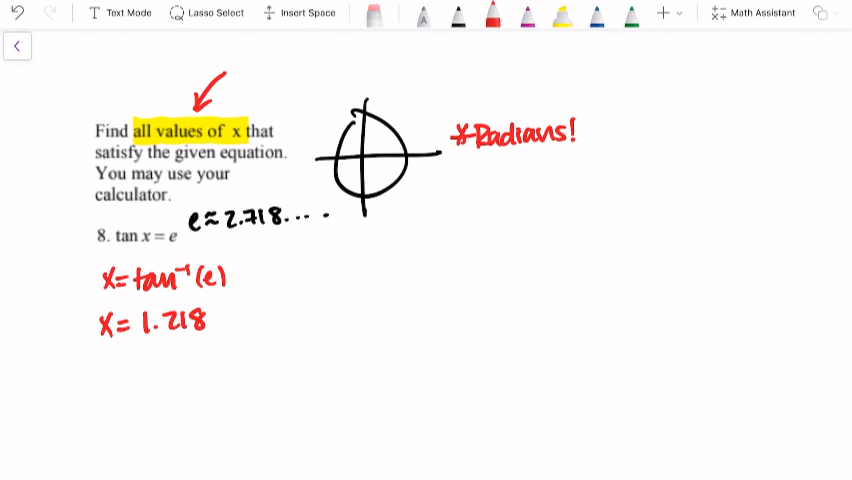 Text Mode Lasso Select Insert Space Math Assistant
Find all values of x that
satisfy the given equation.
You may use your
calculator.
*Radians!
e≈2.718....
8. tan x = e
x=tan⁻¹(e)
x=1.218